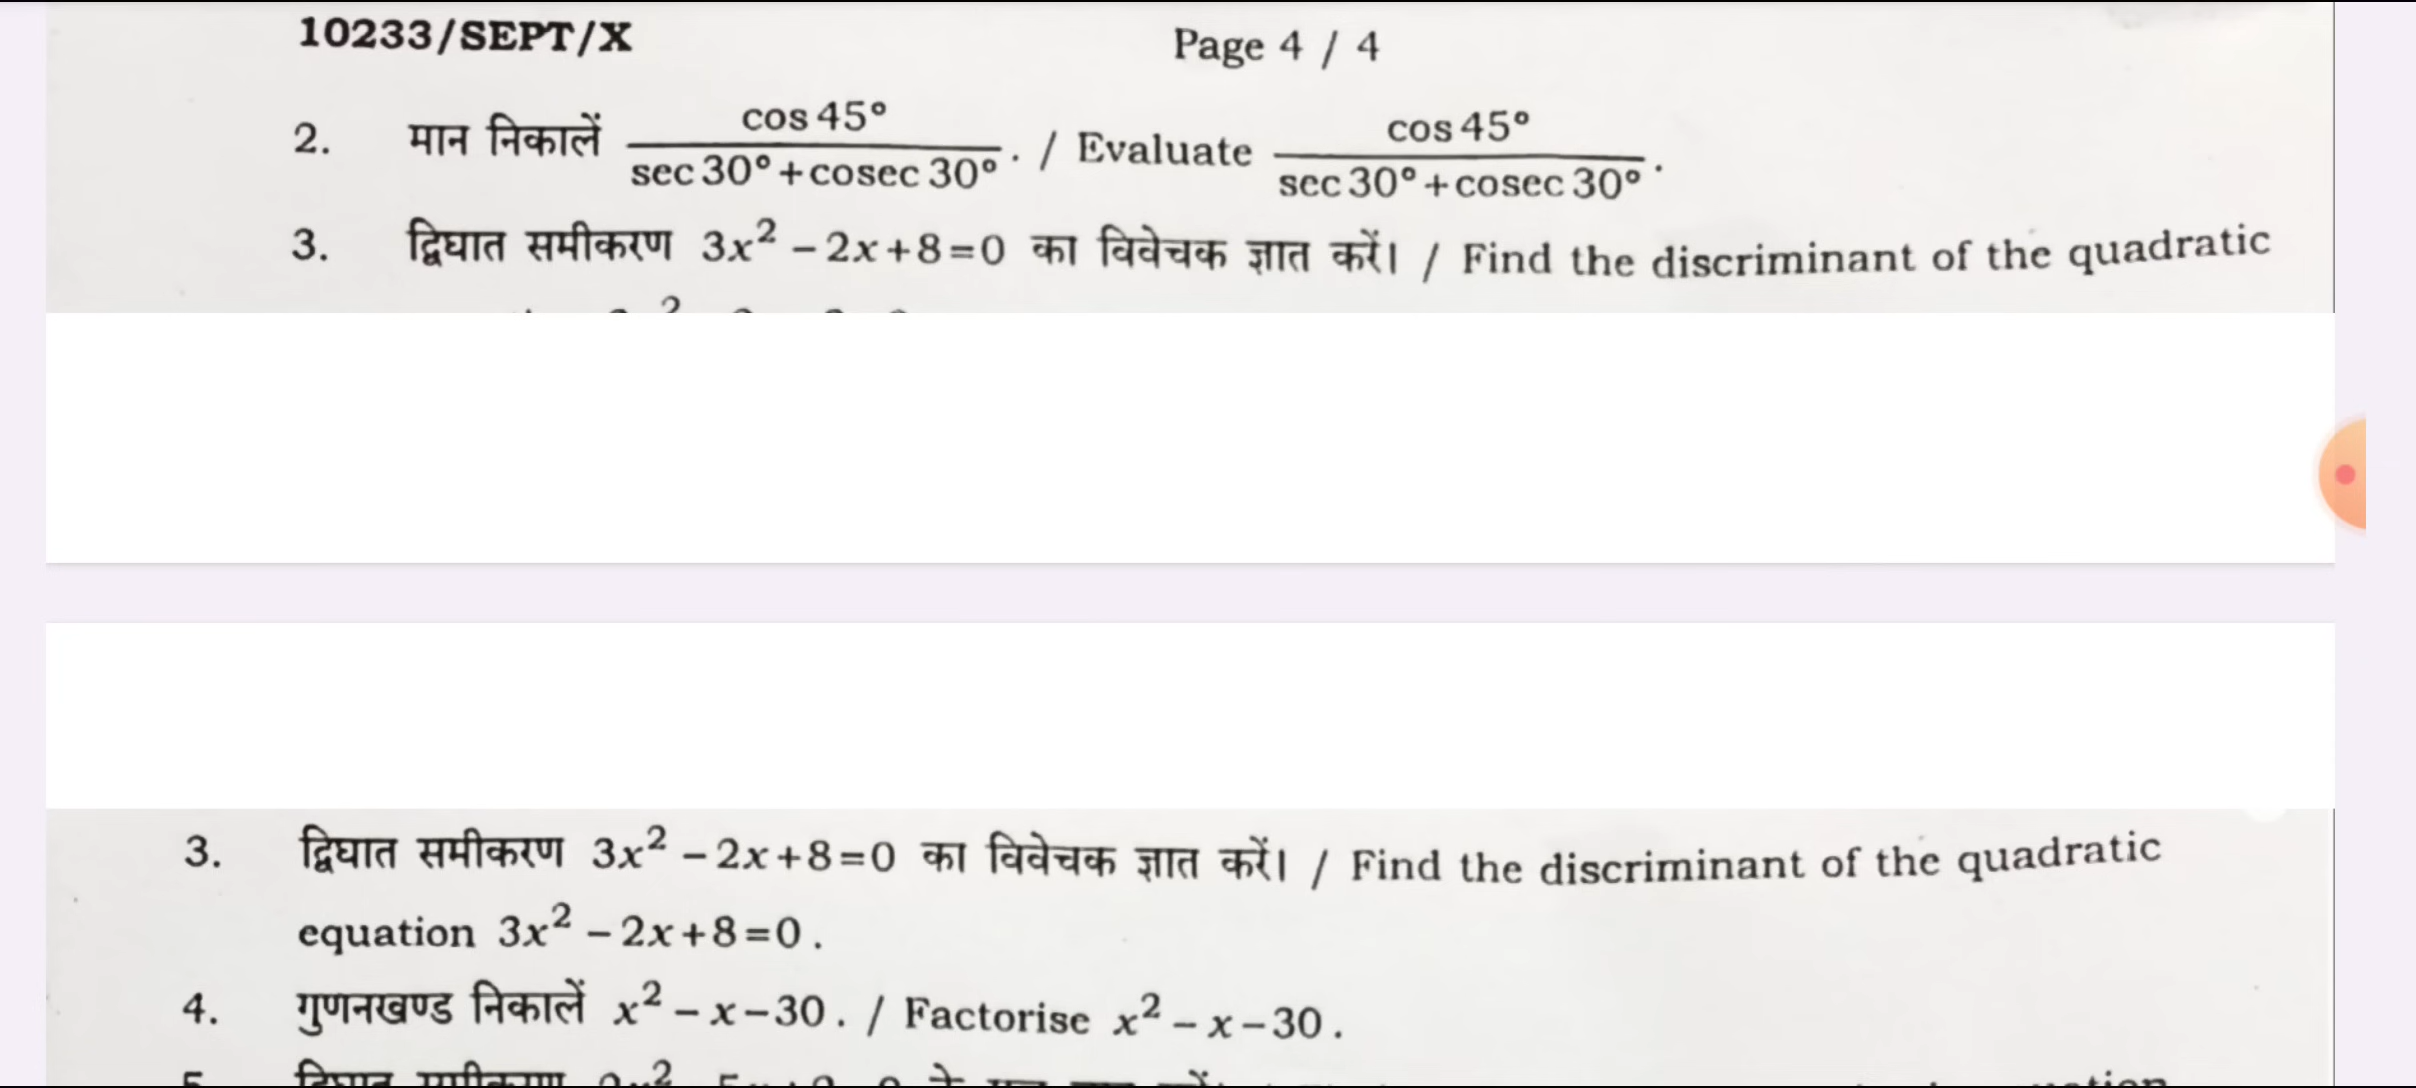 10233/SEPT/X Page 4 / 4
2. मान निकालें cos 45° / sec 30° + cosec 30° . / Evaluate cos 45° / sec 30° + cosec 30° .
3. द्विघात समीकरण 3x² – 2x + 8 = 0 का विवेचक ज्ञात करें। / Find the discriminant of the quadratic
3. द्विघात समीकरण 3x² – 2x + 8 = 0 का विवेचक ज्ञात करें। / Find the discriminant of the quadratic
equation 3x² – 2x + 8 = 0 .
4. गुणनखण्ड निकालें x² – x – 30 . / Factorise x² – x – 30 .